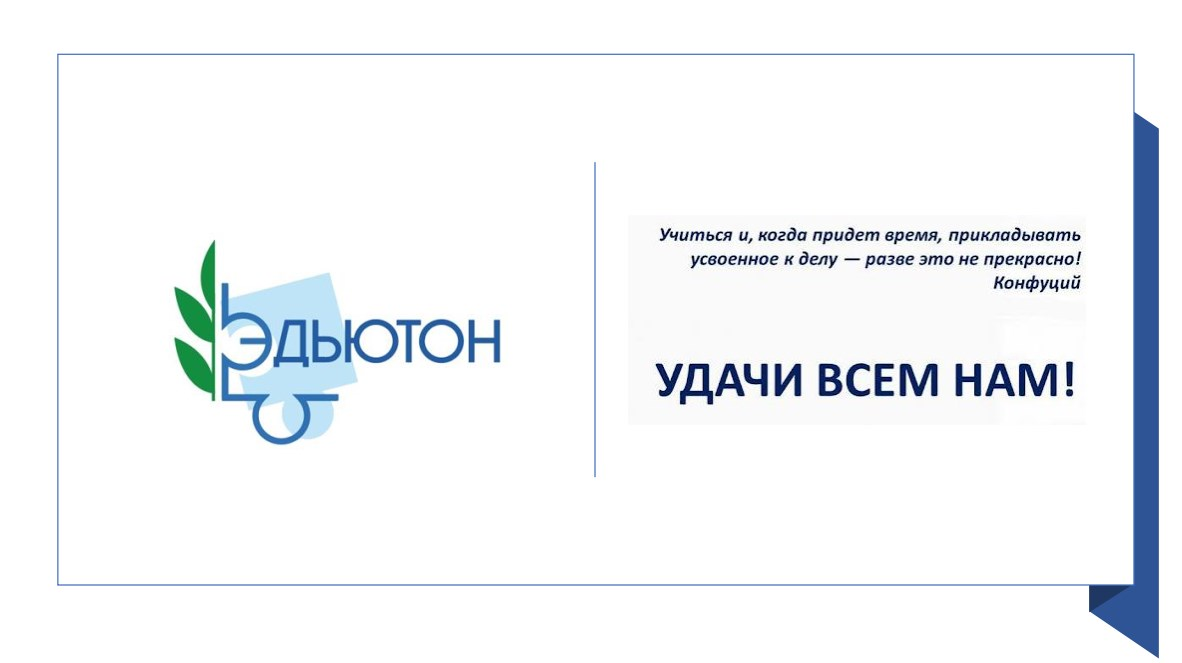 ЭДЬЮТОН
Учиться и, когда придет время, прикладывать
усвоенное к делу — разве это не прекрасно!
Конфуций
УДАЧИ ВСЕМ НАМ!